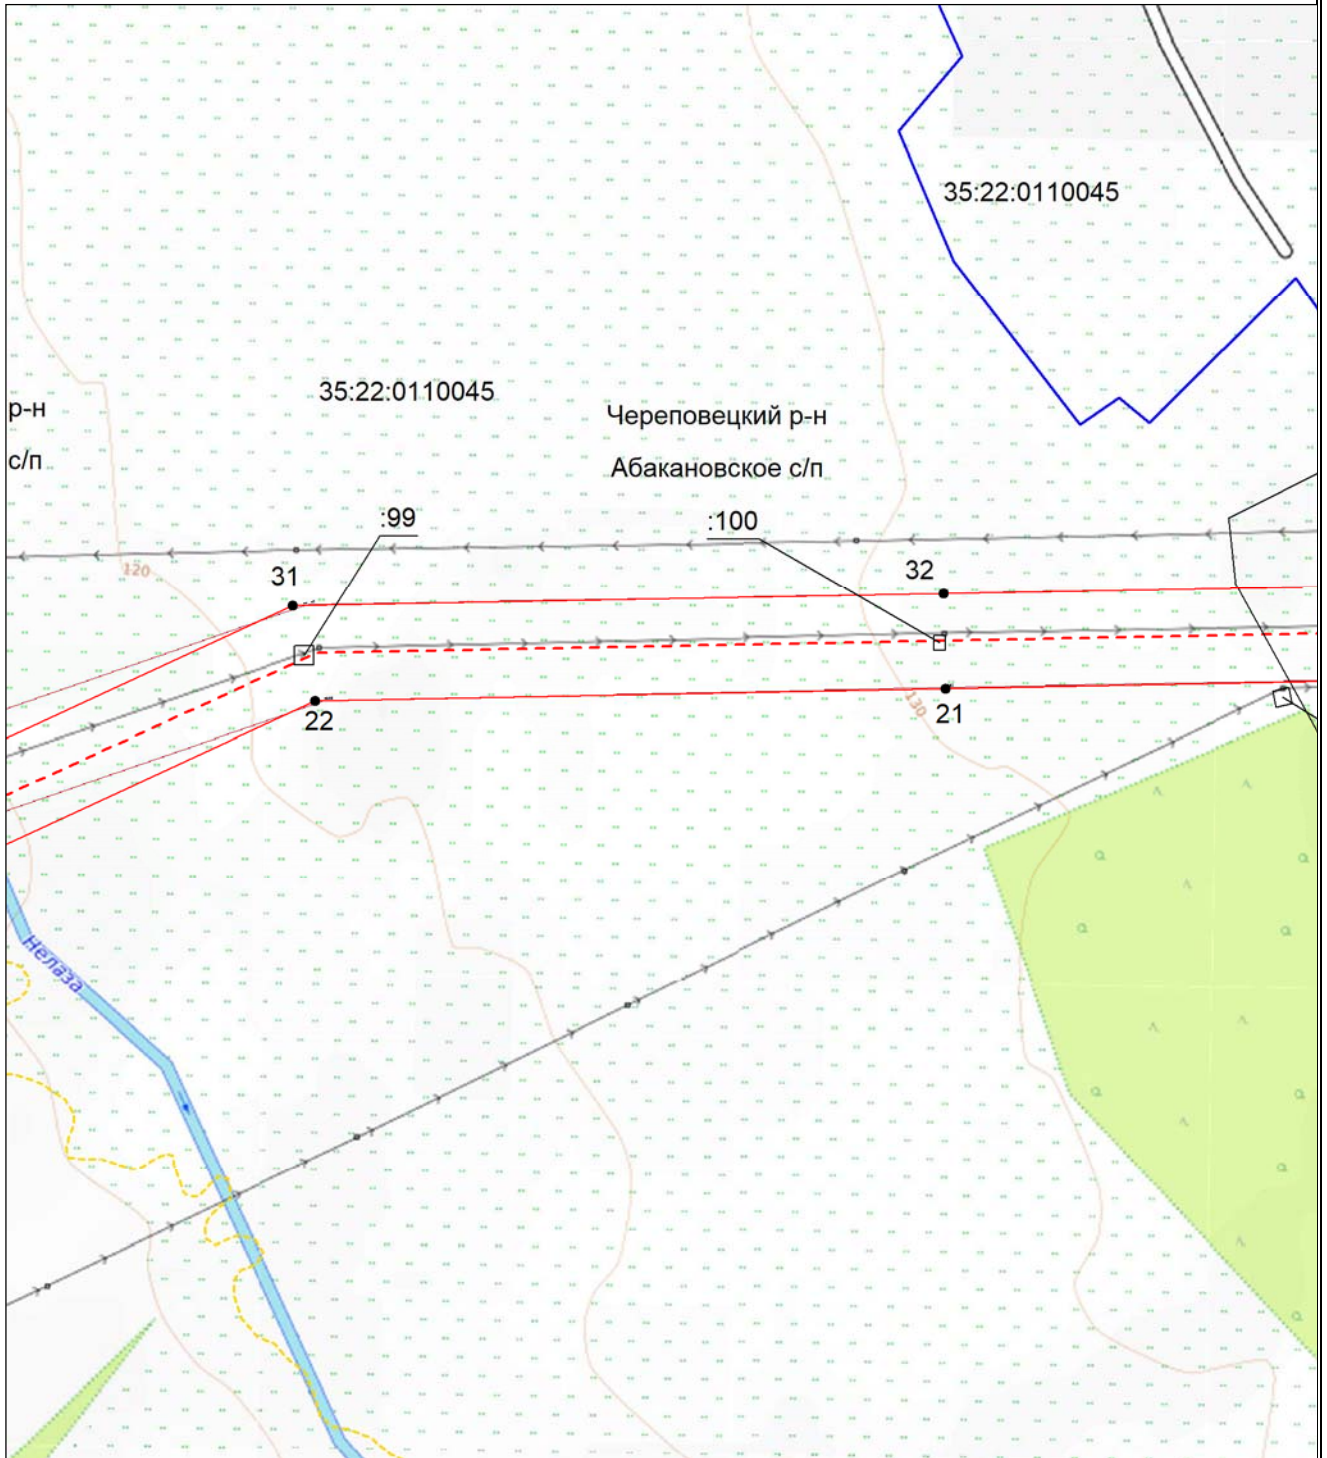 35:22:0110045
35:22:0110045
р-н
Череповецкий р-н
с/п
Абакановское с/п
:99
:100
120
31
32
130
22
21
Нелаза